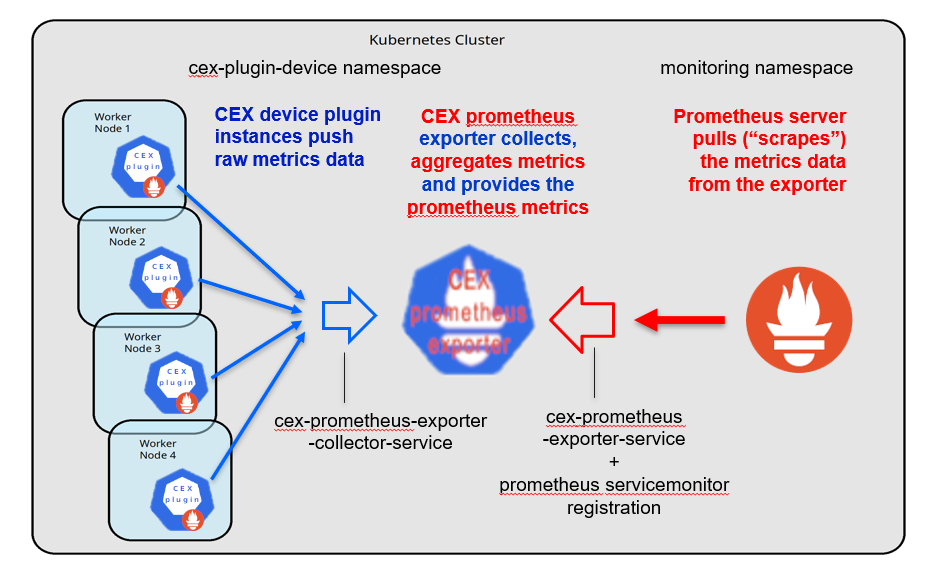 Kubernetes Cluster
cex-plugin-device namespace
monitoring namespace
Worker
Node 1
CEX
plugin
Worker
Node 2
CEX
plugin
Worker
Node 3
CEX
plugin
Worker
Node 4
CEX
plugin
CEX device plugin
instances push
raw metrics data
CEX prometheus
exporter collects,
aggregates metrics
and provides the
prometheus metrics
Prometheus server
pulls (“scrapes”)
the metrics data
from the exporter
CEX
prometheus
exporter
cex-prometheus-exporter
-collector-service
cex-prometheus
-exporter-service
+
prometheus servicemonitor
registration